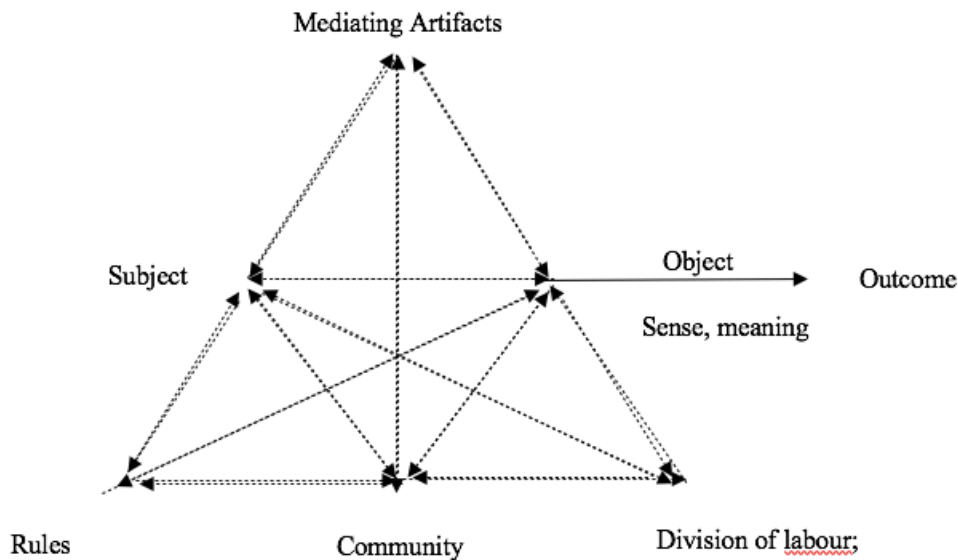 Mediating Artifacts
Subject
Object
Outcome
Sense, meaning
Rules
Community
Division of labour;